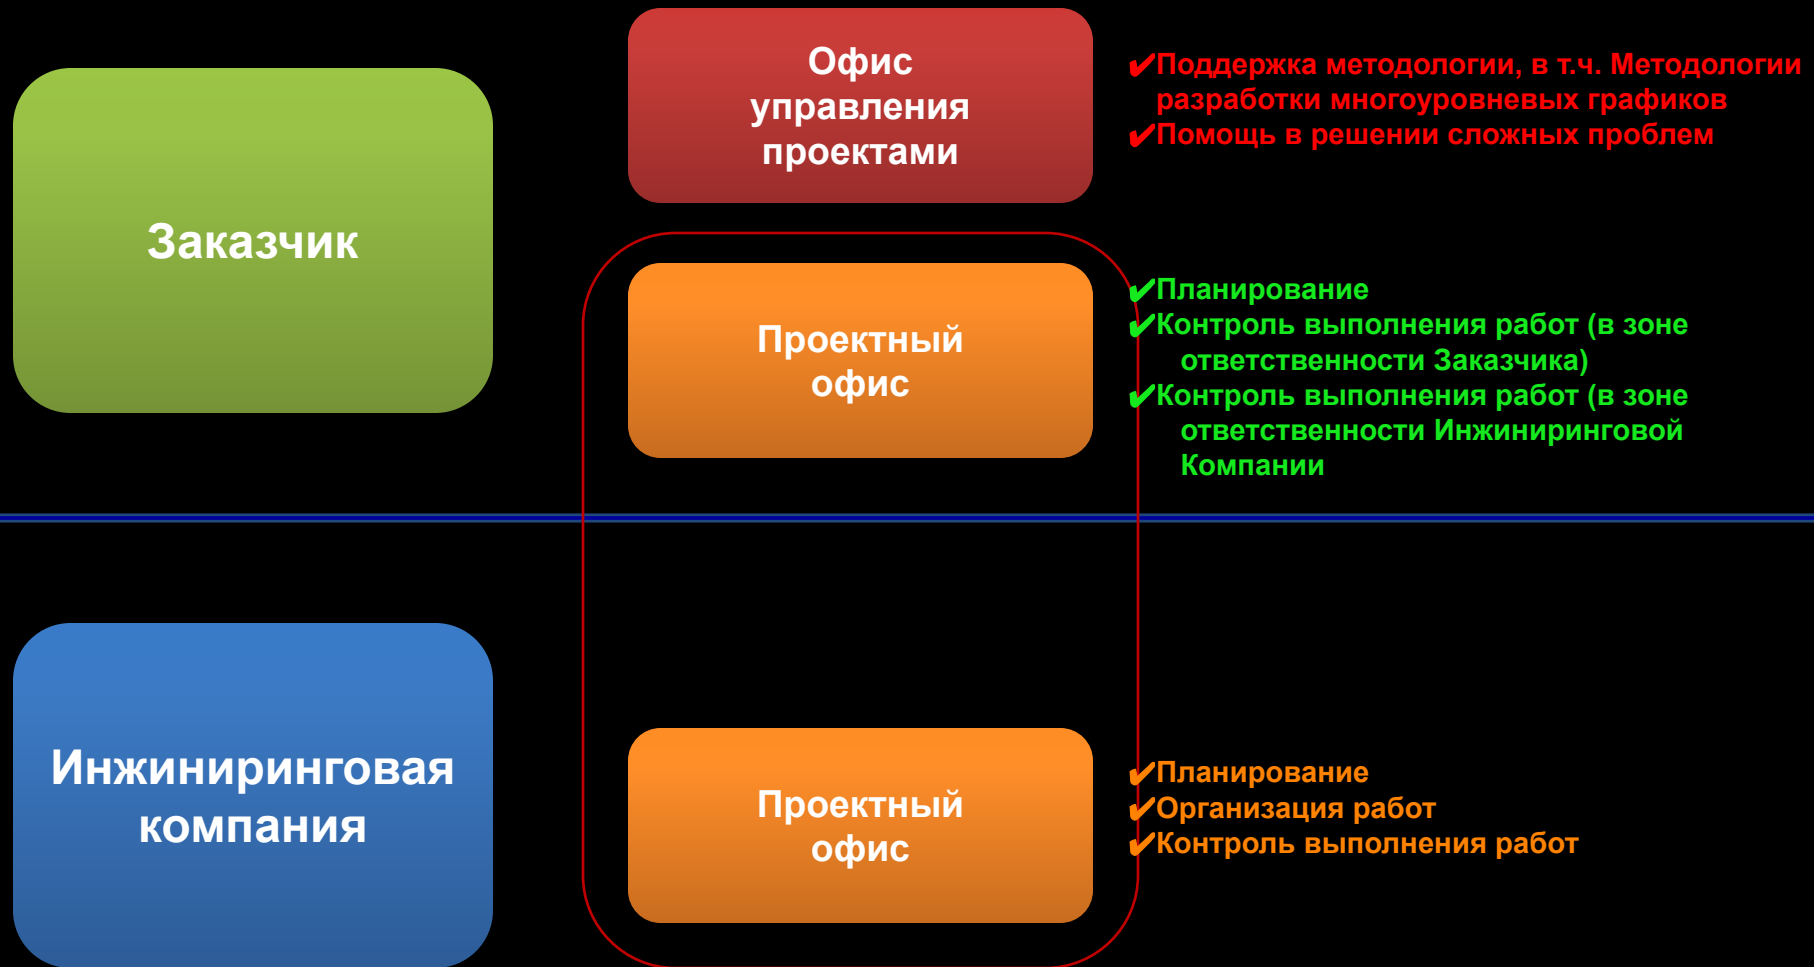 Заказчик
Офис
управления
проектами
✔Поддержка методологии, в т.ч. Методологии
разработки многоуровневых графиков
✔Помощь в решении сложных проблем
Проектный
офис
✔Планирование
✔Контроль выполнения работ (в зоне
ответственности Заказчика)
✔Контроль выполнения работ (в зоне
ответственности Инжиниринговой
Компании
Инжиниринговая
компания
Проектный
офис
✔Планирование
✔Организация работ
✔Контроль выполнения работ